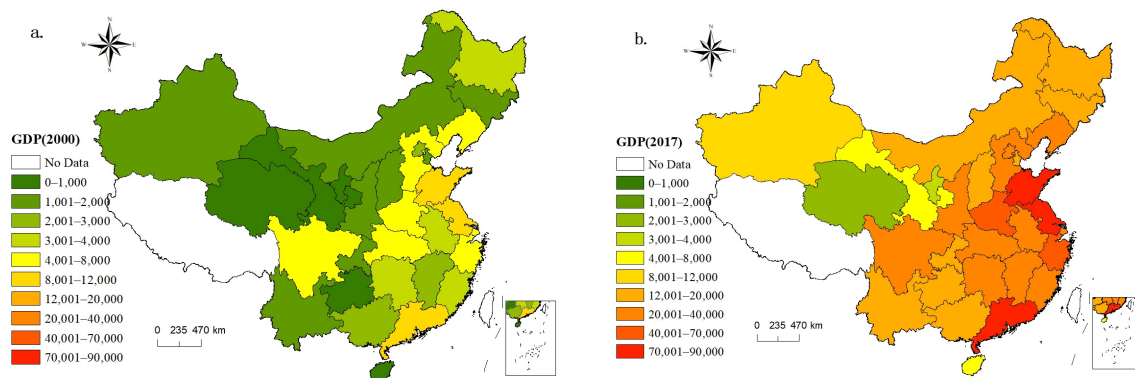 a.
N
W
E
S
GDP(2000)
No Data
0–1,000
1,001–2,000
2,001–3,000
3,001–4,000
4,001–8,000
8,001–12,000
12,001–20,000
20,001–40,000
40,001–70,000
70,001–90,000
0 235 470 km
b.
N
W
E
S
GDP(2017)
No Data
0–1,000
1,001–2,000
2,001–3,000
3,001–4,000
4,001–8,000
8,001–12,000
12,001–20,000
20,001–40,000
40,001–70,000
70,001–90,000
0 235 470 km